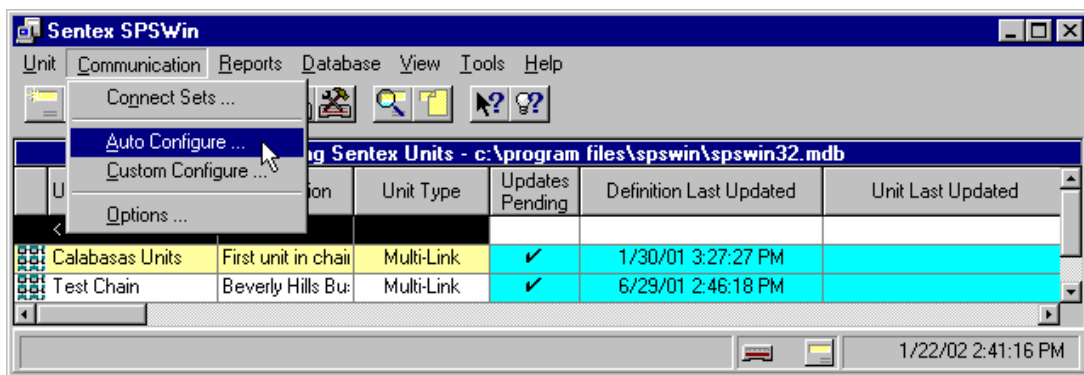 Sentex SPSWin
Unit Communication Reports Database View Tools Help
Connect Sets ...
Auto Configure ...
Custom Configure ...
Options ...
ng Sentex Units - c:\program files\spswin\spswin32.mdb
Unit Type Updates Pending Definition Last Updated Unit Last Updated
Calabasas Units First unit in chain Multi-Link ✔ 1/30/01 3:27:27 PM
Test Chain Beverly Hills Bu: Multi-Link ✔ 6/29/01 2:46:18 PM
1/22/02 2:41:16 PM